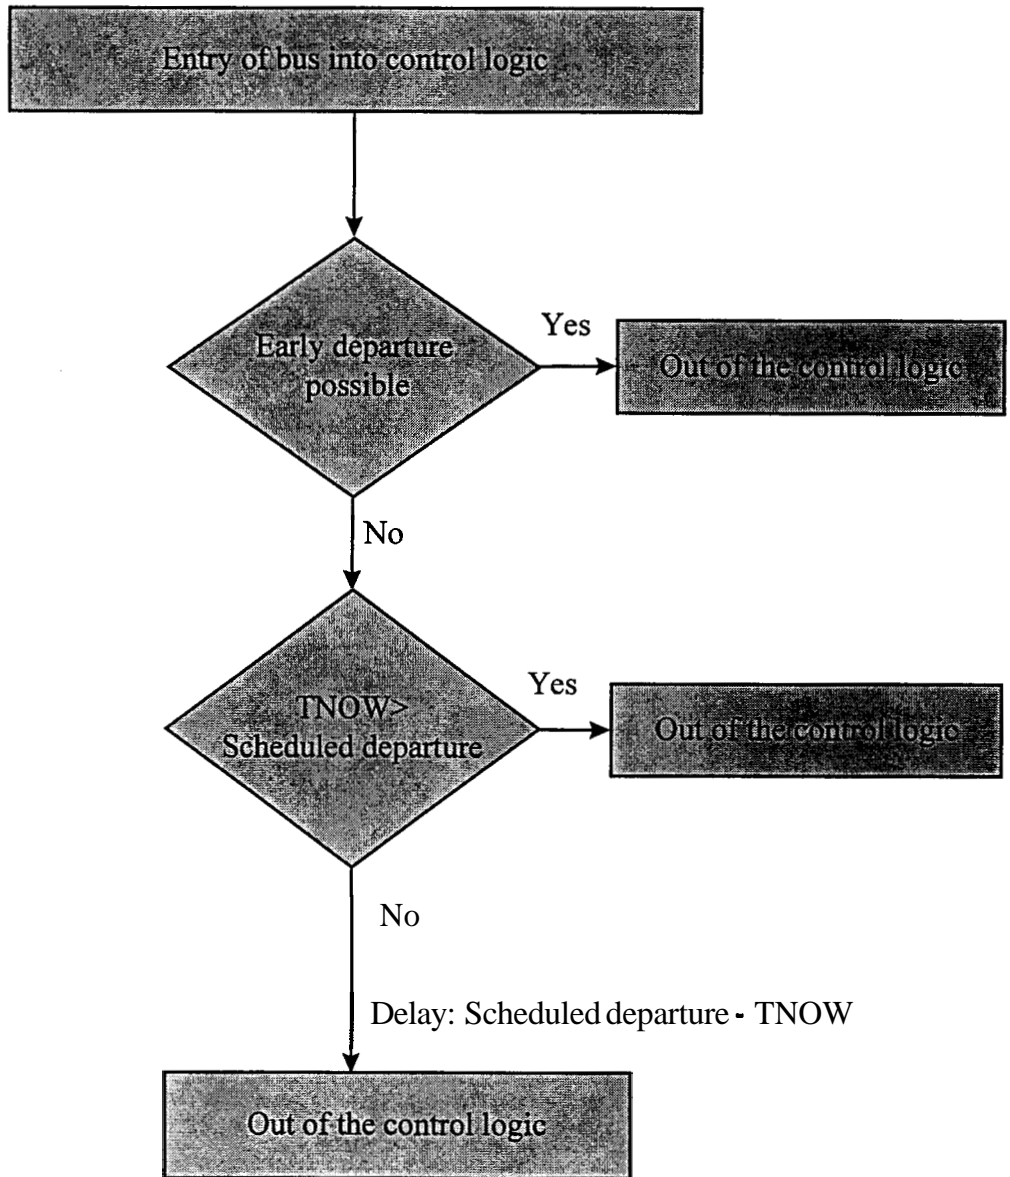 Entry of bus into control logic
Early departure
possible
Yes
Out of the control logic
No
TNOW>
Scheduled departure
Yes
Out of the control logic
No
Delay: Scheduled departure - TNOW
Out of the control logic